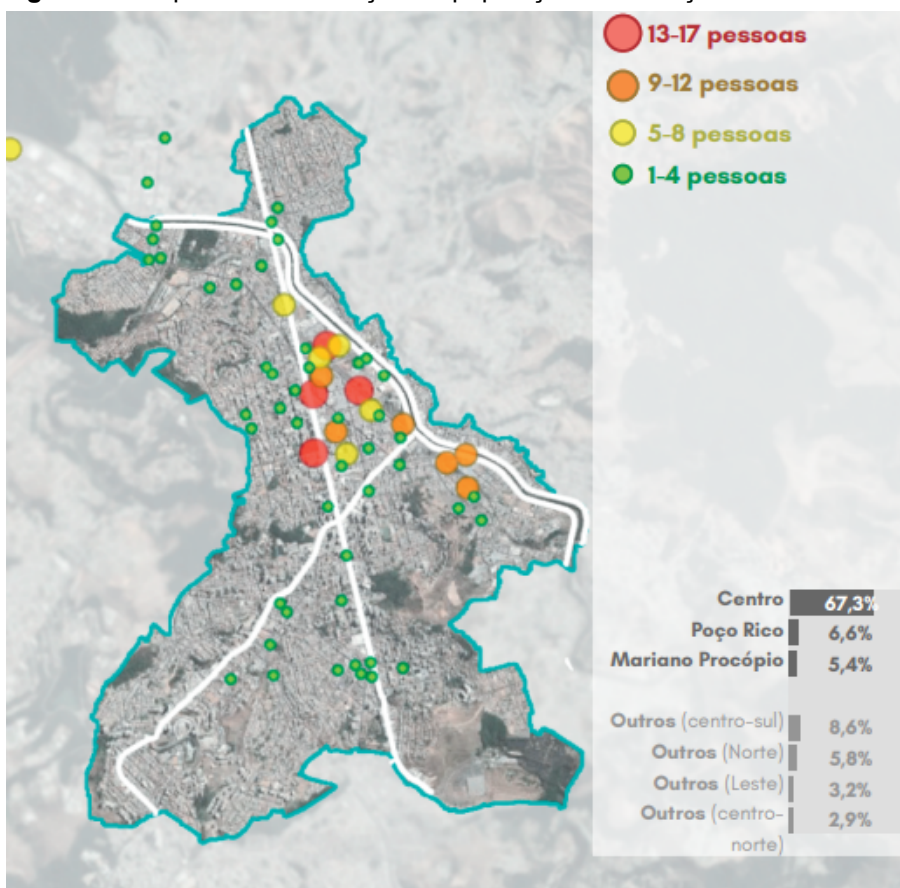 13-17 pessoas
9-12 pessoas
5-8 pessoas
1-4 pessoas
Centro 67,3%
Poço Rico 6,6%
Mariano Procópio 5,4%
Outros (centro-sul) 8,6%
Outros (Norte) 5,8%
Outros (Leste) 3,2%
Outros (centro- 2,9%
norte)